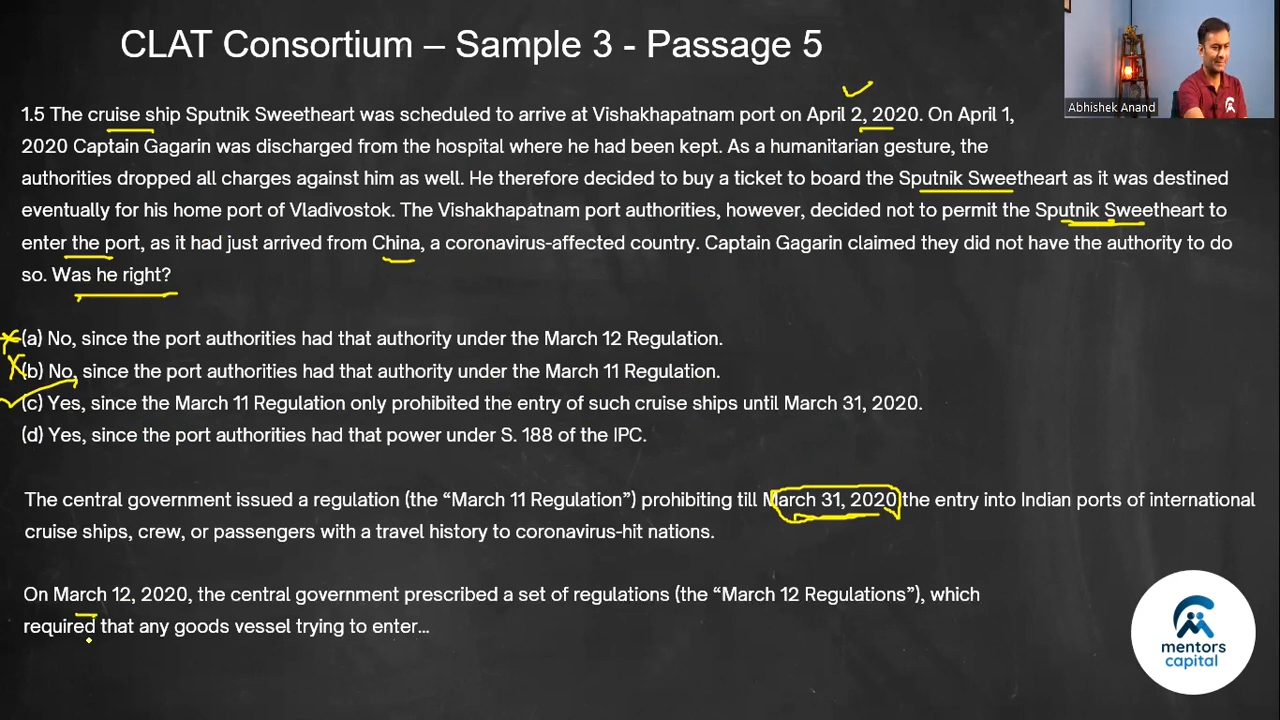 CLAT Consortium – Sample 3 - Passage 5
Abhishek Anand
1.5 The cruise ship Sputnik Sweetheart was scheduled to arrive at Vishakhapatnam port on April 2, 2020. On April 1,
2020 Captain Gagarin was discharged from the hospital where he had been kept. As a humanitarian gesture, the
authorities dropped all charges against him as well. He therefore decided to buy a ticket to board the Sputnik Sweetheart as it was destined
eventually for his home port of Vladivostok. The Vishakhapatnam port authorities, however, decided not to permit the Sputnik Sweetheart to
enter the port, as it had just arrived from China, a coronavirus-affected country. Captain Gagarin claimed they did not have the authority to do
so. Was he right?
(a) No, since the port authorities had that authority under the March 12 Regulation.
(b) No, since the port authorities had that authority under the March 11 Regulation.
(c) Yes, since the March 11 Regulation only prohibited the entry of such cruise ships until March 31, 2020.
(d) Yes, since the port authorities had that power under S. 188 of the IPC.
The central government issued a regulation (the “March 11 Regulation”) prohibiting till March 31, 2020 the entry into Indian ports of international
cruise ships, crew, or passengers with a travel history to coronavirus-hit nations.
On March 12, 2020, the central government prescribed a set of regulations (the “March 12 Regulations”), which
required that any goods vessel trying to enter...
mentors
capital